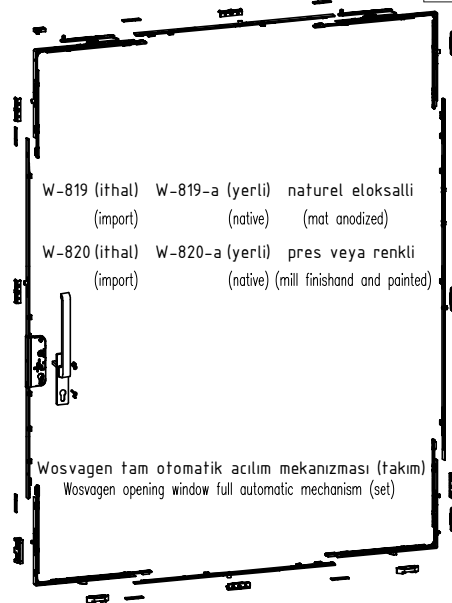 W-819 (ithal) W-819-a (yerli) naturel eloksalli
(import) (native) (mat anodized)
W-820 (ithal) W-820-a (yerli) pres veya renkli
(import) (native) (mill finishand and painted)
Wosvagen tam otomatik acılım mekanizması (takım)
Wosvagen opening window full automatic mechanism (set)